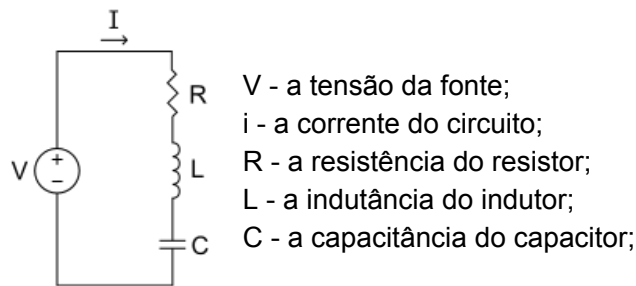 I
R
V
+
−
L
C
V - a tensão da fonte;
i - a corrente do circuito;
R - a resistência do resistor;
L - a indutância do indutor;
C - a capacitância do capacitor;